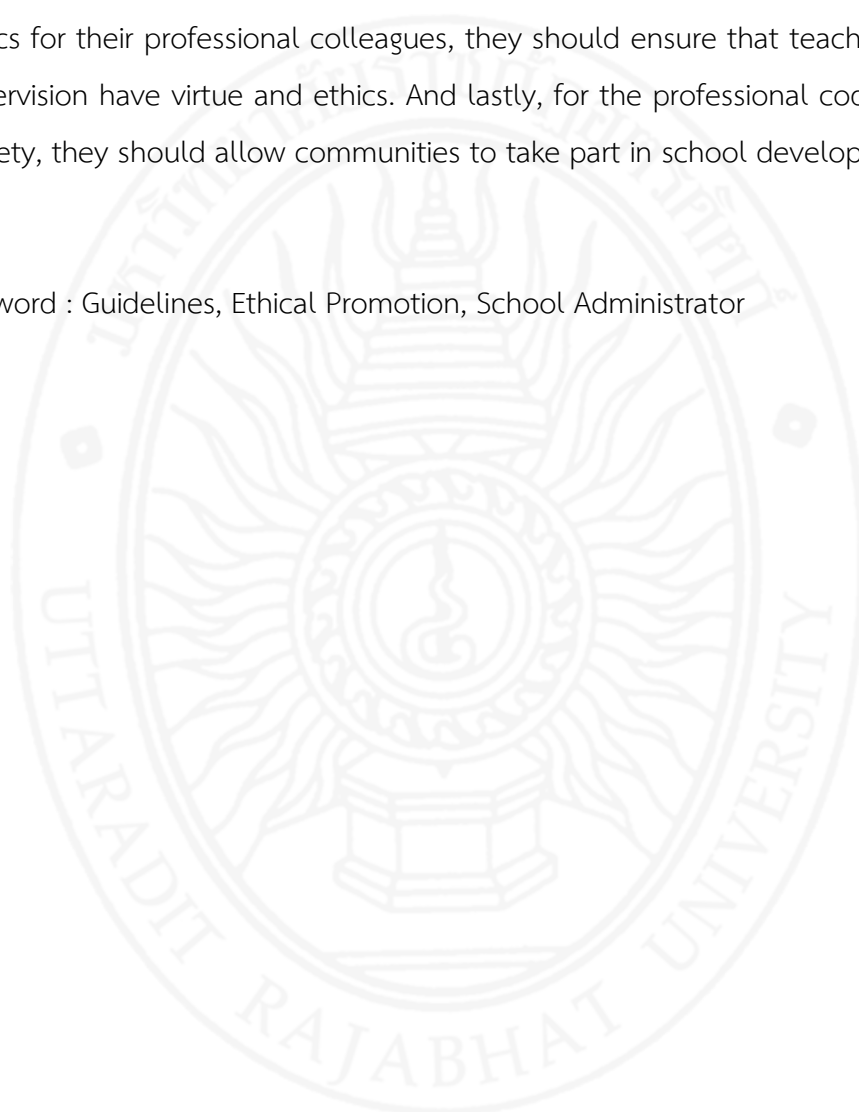 cs for their professional colleagues, they should ensure that teach
ervision have virtue and ethics. And lastly, for the professional coc
ety, they should allow communities to take part in school develop
word : Guidelines, Ethical Promotion, School Administrator
UTTARADIT RAJABHAT UNIVERSITY